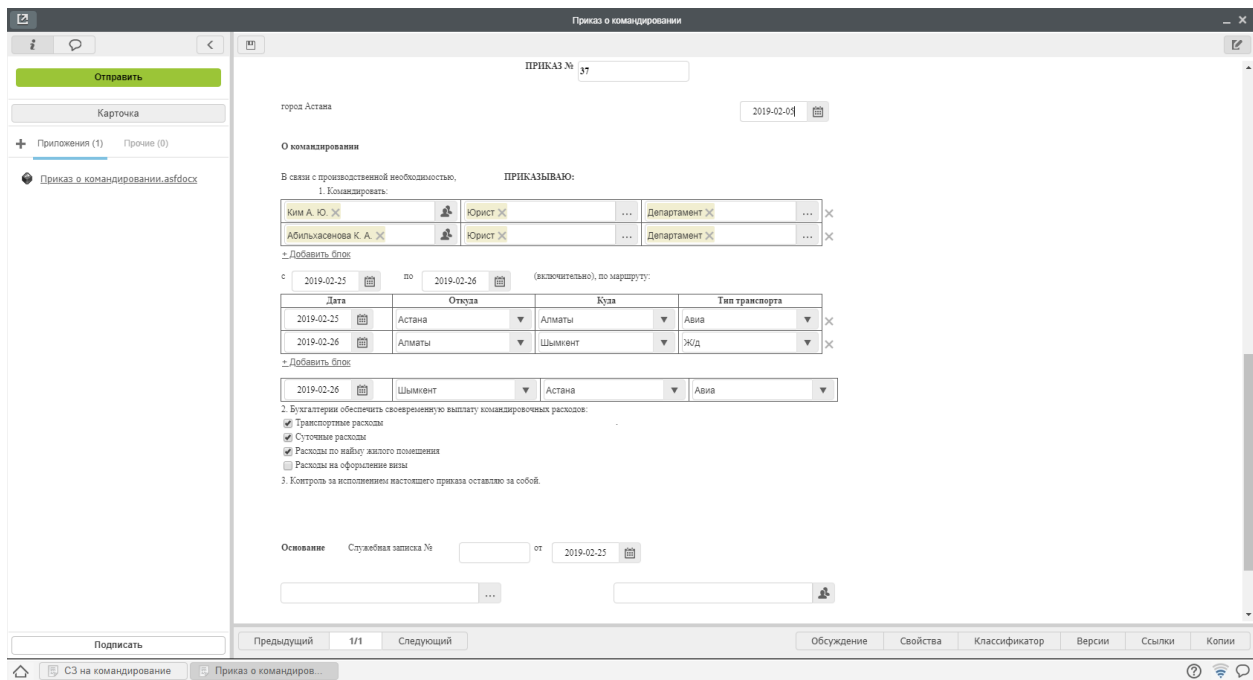 Приказ о командировании
Отправить
Карточка
Приложения (1) Прочие (0)
Приказ о командировании.asfdocx
ПРИКАЗ № 37
город Астана 2019-02-05
О командировании
В связи с производственной необходимостью, ПРИКАЗЫВАЮ:
1. Командировать:
Ким А. Ю. Юрист ... Департамент ...
Абильхасенова К. А. Юрист ... Департамент ...
+ Добавить блок
с 2019-02-25 по 2019-02-26 (включительно), по маршруту:
Дата Откуда Куда Тип транспорта
2019-02-25 Астана Алматы Авиа
2019-02-26 Алматы Шымкент Ж/д
+ Добавить блок
2019-02-26 Шымкент Астана Авиа
2. Бухгалтерии обеспечить своевременную выплату командировочных расходов:
Транспортные расходы .
Суточные расходы
Расходы по найму жилого помещения
Расходы на оформление визы
3. Контроль за исполнением настоящего приказа оставляю за собой.
Основание Служебная записка № от 2019-02-25
...
Подписать
Предыдущий 1/1 Следующий Обсуждение Свойства Классификатор Версии Ссылки Копии
СЗ на командирование Приказ о командиров...